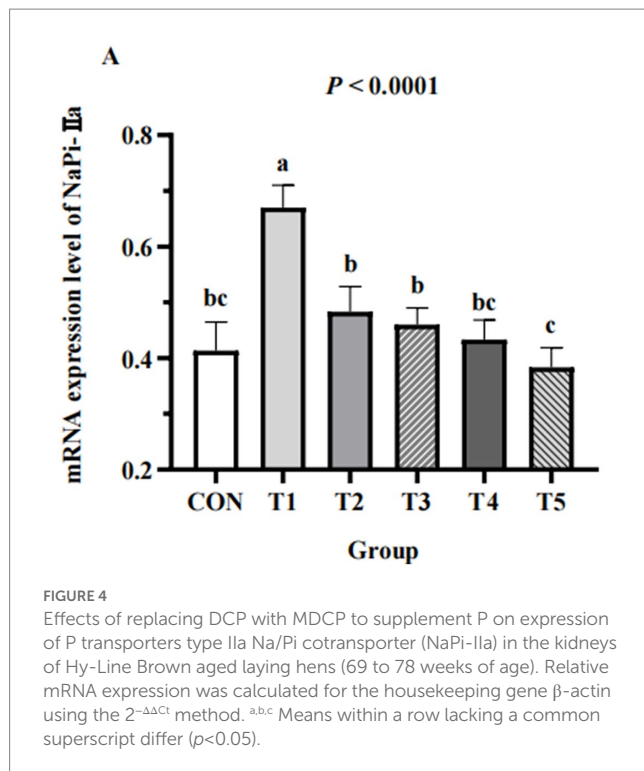 A
P < 0.0001
mRNA expression level of NaPi-Ⅱa
0.8
0.6
0.4
0.2
bc
a
b
b
bc
c
CON T1 T2 T3 T4 T5
Group
FIGURE 4
Effects of replacing DCP with MDCP to supplement P on expression
of P transporters type IIa Na/Pi cotransporter (NaPi-IIa) in the kidneys
of Hy-Line Brown aged laying hens (69 to 78 weeks of age). Relative
mRNA expression was calculated for the housekeeping gene β-actin
using the 2⁻ΔΔCt method. a,b,c Means within a row lacking a common
superscript differ (p<0.05).